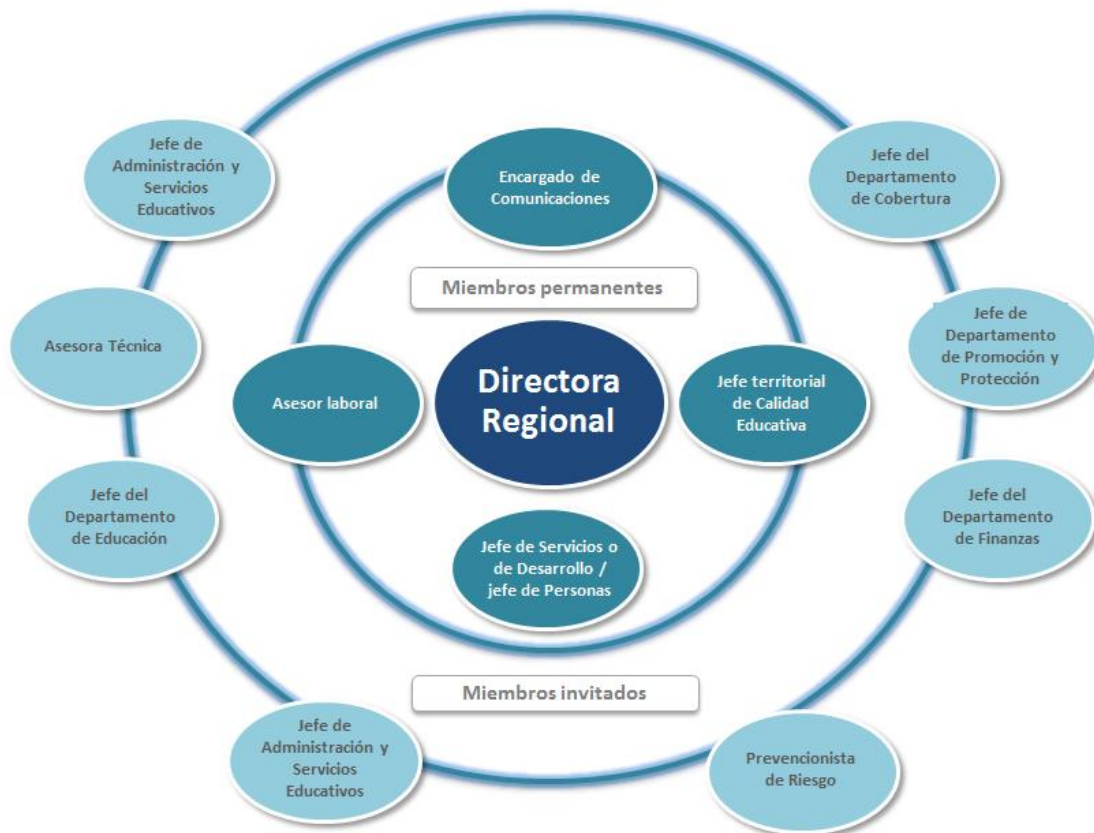 Jefe de
Administración y
Servicios
Educativos
Encargado de
Comunicaciones
Jefe del
Departamento
de Cobertura
Miembros permanentes
Asesora Técnica
Jefe de
Departamento
de Promoción y
Protección
Asesor laboral
Directora
Regional
Jefe territorial
de Calidad
Educativa
Jefe del
Departamento
de Educación
Jefe del
Departamento
de Finanzas
Jefe de Servicios o
de Desarrollo /
jefe de Personas
Miembros invitados
Jefe de
Administración y
Servicios
Educativos
Prevencionista
de Riesgo